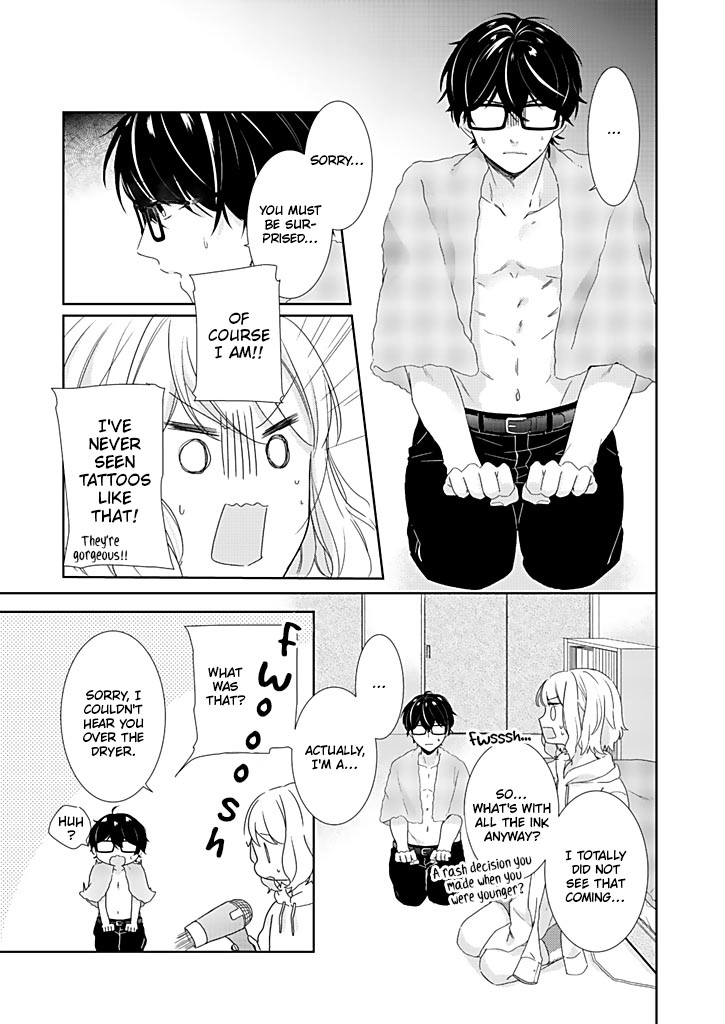 ...
SORRY...
YOU MUST
BE SUR-
PRISED...
OF
COURSE
I AM!!
I'VE
NEVER
SEEN
TATTOOS
LIKE
THAT!
They're
gorgeous!!
I TOTALLY
DID NOT
SEE THAT
COMING...
fwsssh...
SO...
WHAT'S WITH
ALL THE INK
ANYWAY?
A rash decision you
made when you
were younger?
...
ACTUALLY,
I'M A...
fwooosh
WHAT
WAS
THAT?
SORRY, I
COULDN'T
HEAR YOU
OVER THE
DRYER.
HUH
?